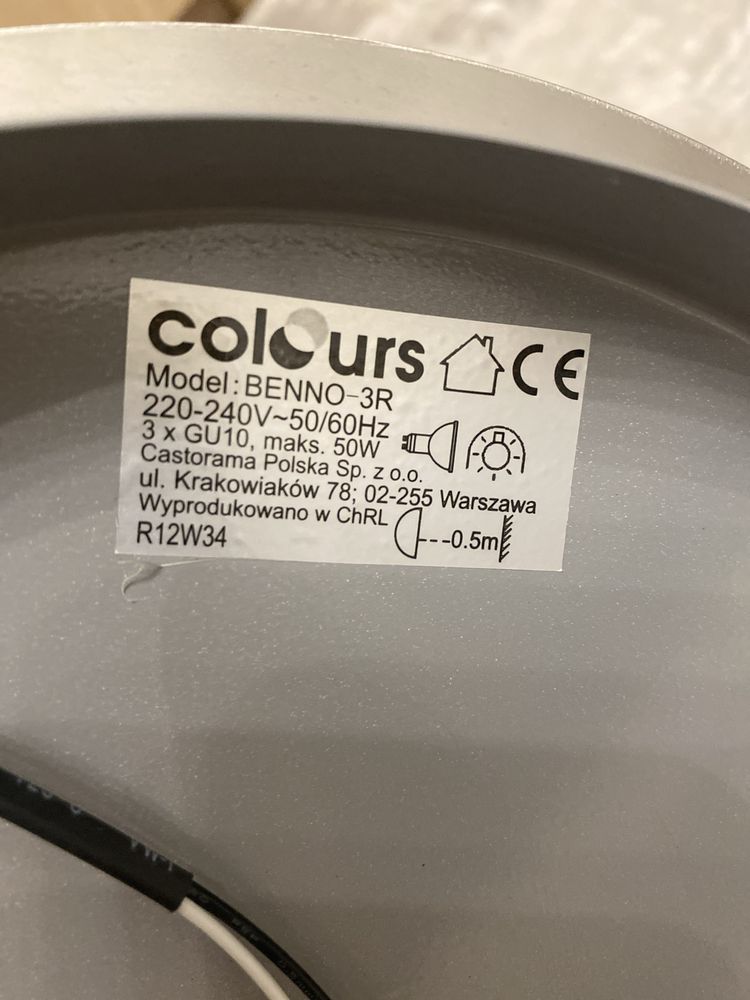 colours CE
Model: BENNO-3R
220-240V~50/60Hz
3 x GU10, maks. 50W
Castorama Polska Sp. z o.o.
ul. Krakowiaków 78; 02-255 Warszawa
Wyprodukowano w ChRL
R12W34
0.5m